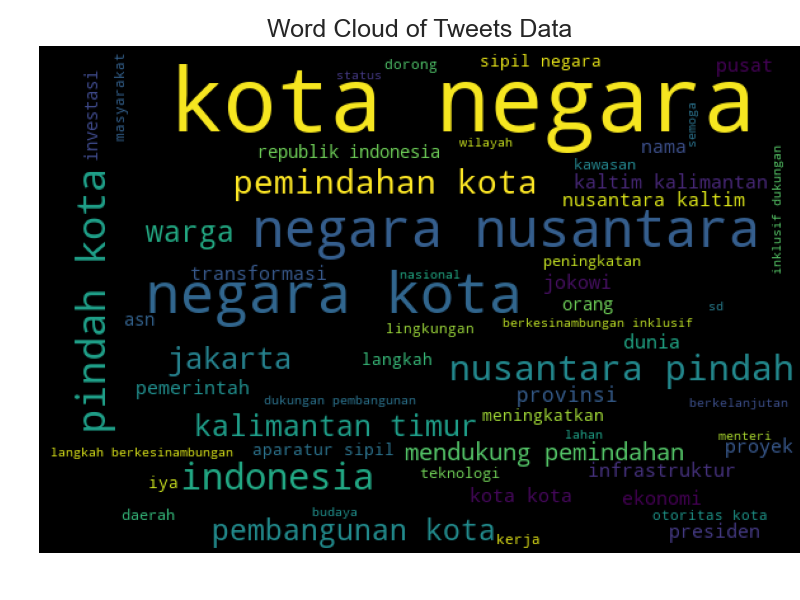 Word Cloud of Tweets Data
kota negara
sipil negara
dorong
status
pusat
masyarakat
investasi
semoga
wilayah
nama
republik indonesia
kawasan
pemindahan kota
kaltim kalimantan
nusantara kaltim
inklusif dukungan
pindah kota
warga
negara nusantara
peningkatan
transformasi
nasional
negara kota
jokowi
orang
sd
asn
lingkungan
berkesinambungan inklusif
dunia
jakarta
langkah
nusantara pindah
pemerintah
dukungan pembangunan
provinsi
berkelanjutan
kalimantan timur
meningkatkan
lahan
menteri
langkah berkesinambungan
aparatur sipil
mendukung pemindahan
proyek
iya
indonesia
teknologi
infrastruktur
kota kota
ekonomi
daerah
budaya
otoritas kota
pembangunan kota
kerja
presiden